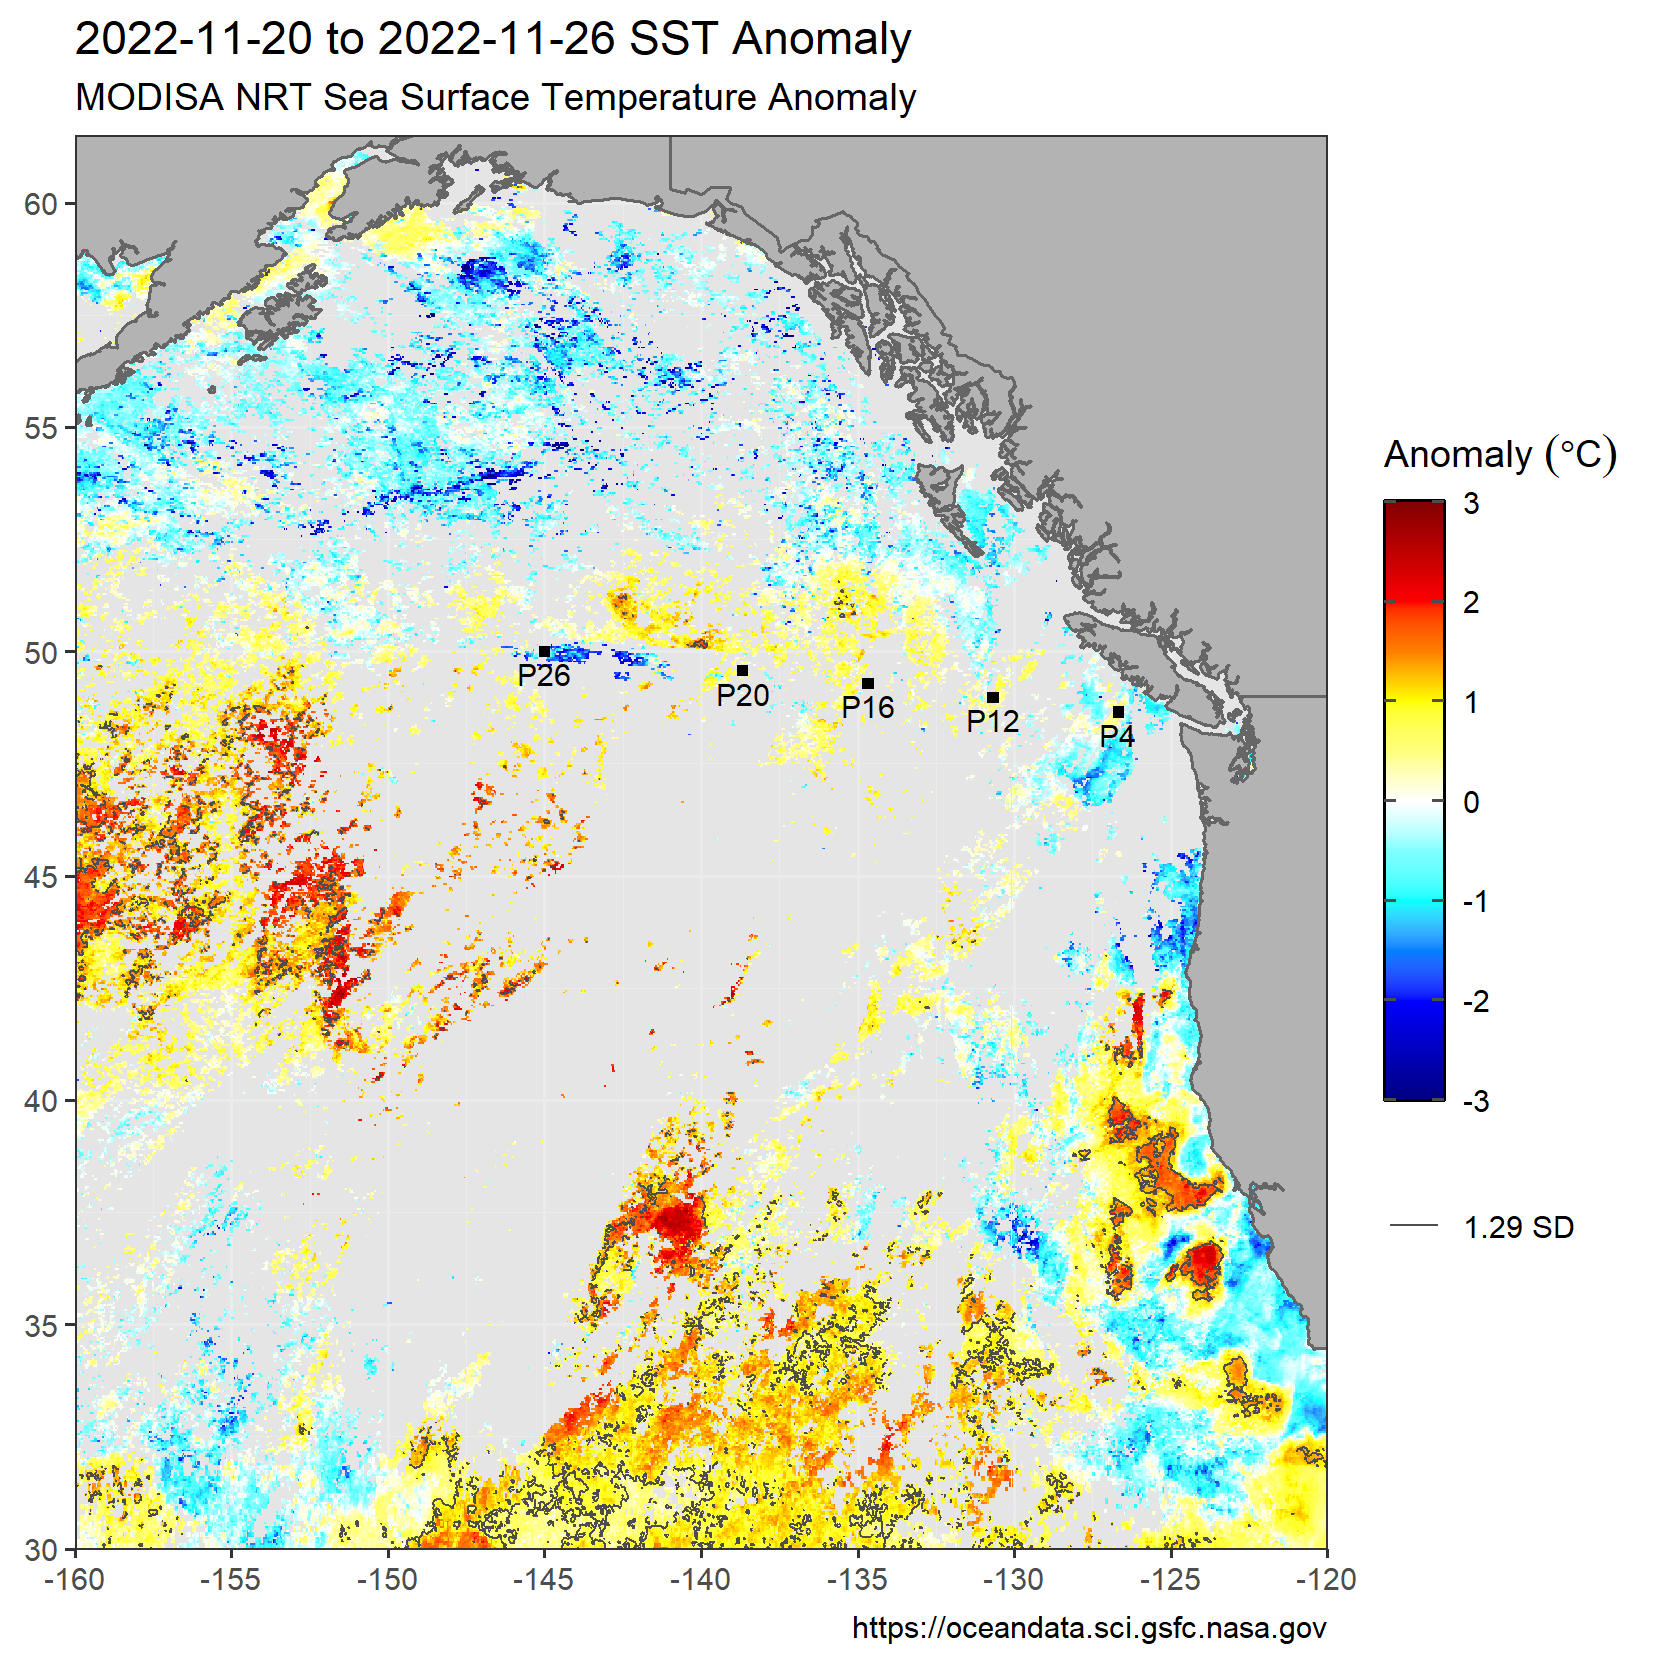 2022-11-20 to 2022-11-26 SST Anomaly
MODISA NRT Sea Surface Temperature Anomaly
60
55
50
45
40
35
30
-160
-155
-150
-145
-140
-135
-130
-125
-120
P26
P20
P16
P12
P4
Anomaly (°C)
3
2
1
0
-1
-2
-3
1.29 SD
https://oceandata.sci.gsfc.nasa.gov